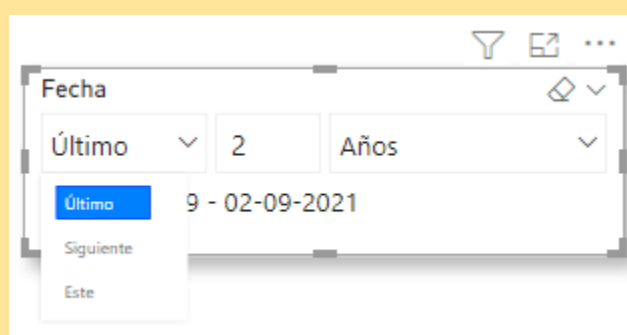 Fecha
Último 2 Años
Último
9 - 02-09-2021
Siguiente
Este